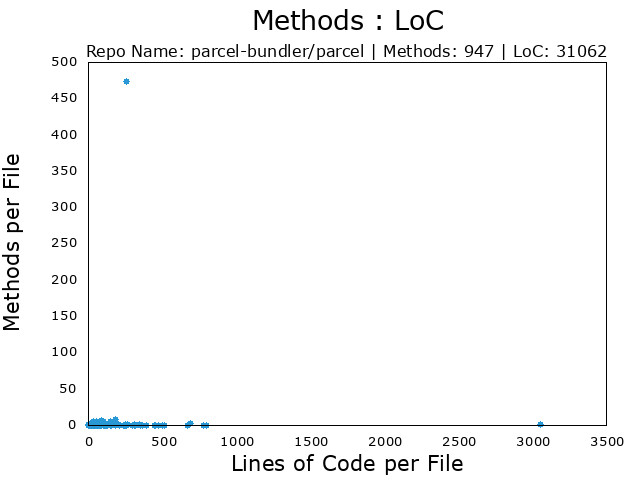 Methods : LoC
Repo Name: parcel-bundler/parcel | Methods: 947 | LoC: 31062
Methods per File
500
450
400
350
300
250
200
150
100
50
0
0 500 1000 1500 2000 2500 3000 3500
Lines of Code per File